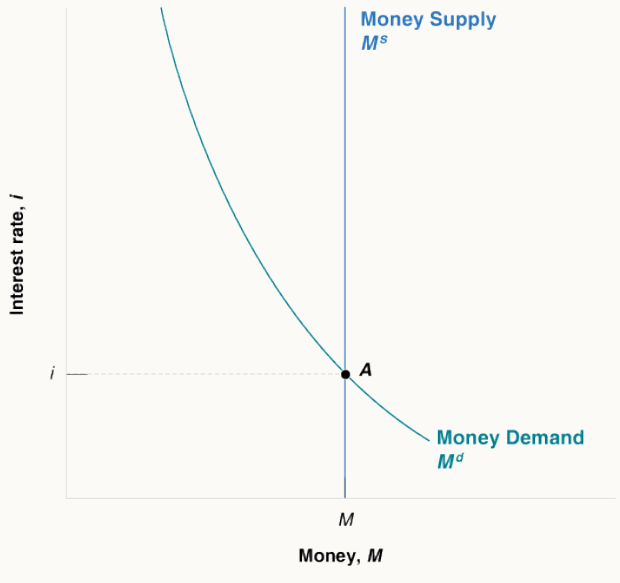 Money Supply
Mˢ
Interest rate, i
i
A
Money Demand
Mᵈ
M
Money, M